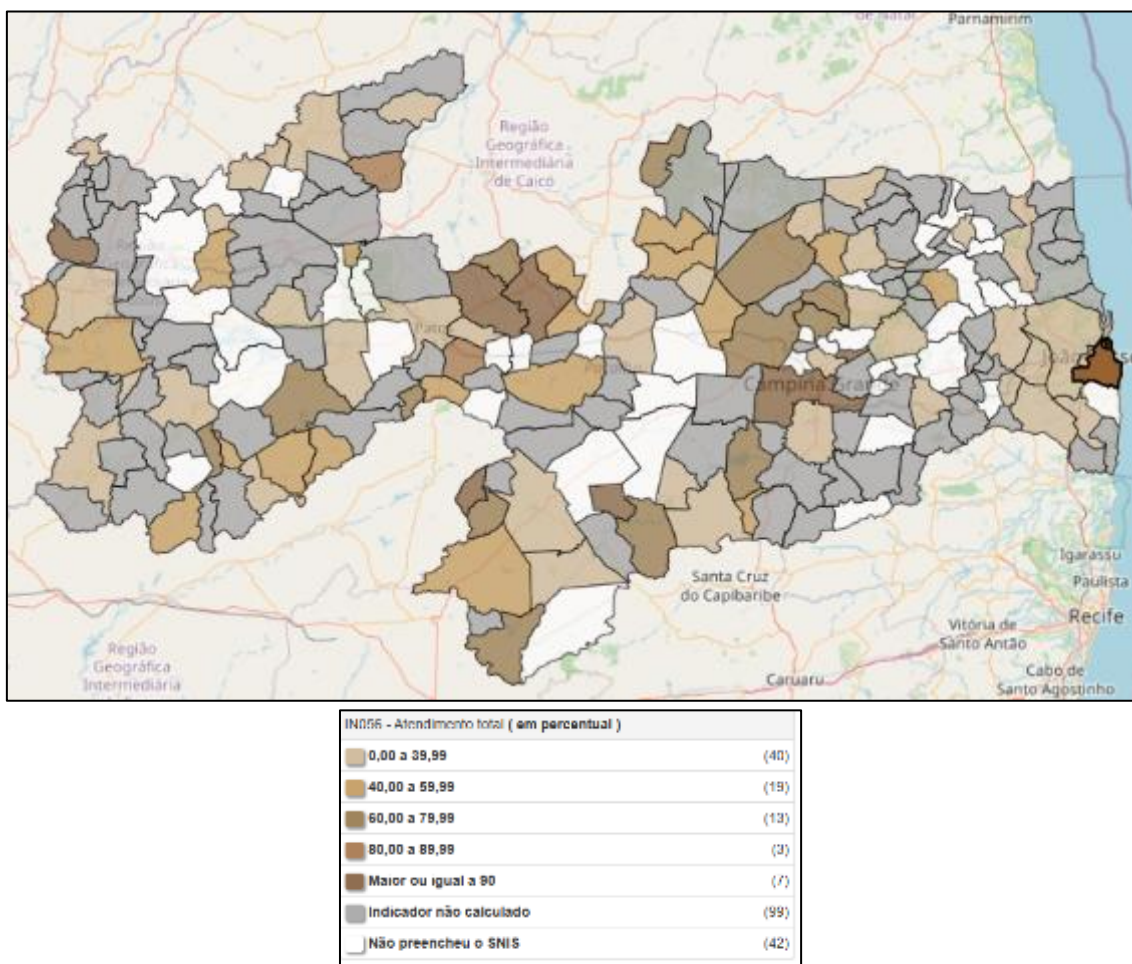 de Natal
Parnamirim
Região
Geográfica
Intermediária
de Caicó
Região
Campina Grande
Santa Cruz
do Capibaribe
Igarassu
Paulista
Recife
Vitória de
Santo Antão
Cabo de
Santo Agostinho
Caruaru
Região
Geográfica
Intermediária
IN056 - Atendimento total ( em percentual )
0,00 a 39,99 (40)
40,00 a 59,99 (19)
60,00 a 79,99 (13)
80,00 a 89,99 (3)
Maior ou igual a 90 (7)
Indicador não calculado (99)
Não preencheu o SNIS (42)